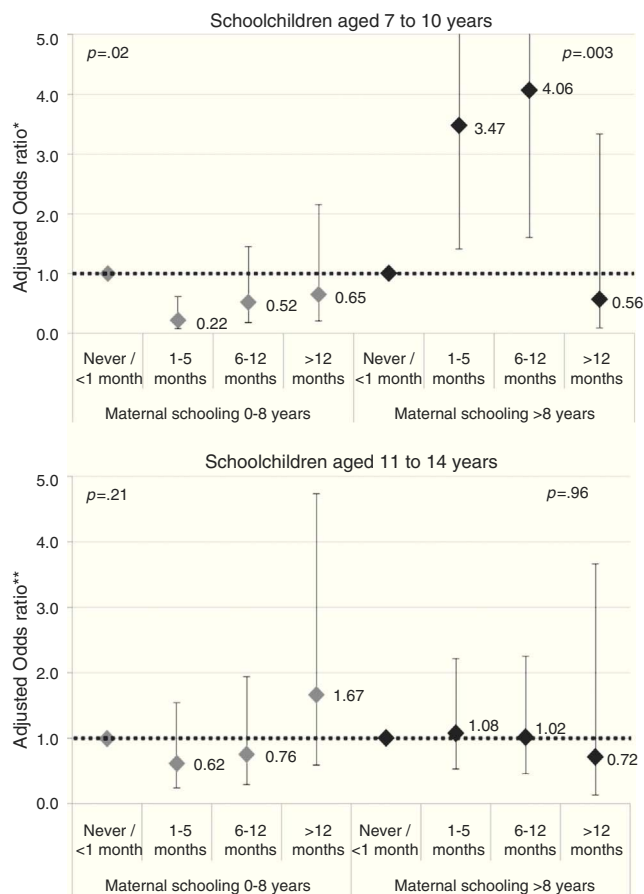 Schoolchildren aged 7 to 10 years
5.0
4.0
3.0
2.0
1.0
0.0
Adjusted Odds ratio*
p=.02
p=.003
0.22
0.52
0.65
3.47
4.06
0.56
Never / 1-5 6-12 >12 Never / 1-5 6-12 >12
<1 month months months months <1 month months months months
Maternal schooling 0-8 years Maternal schooling >8 years
Schoolchildren aged 11 to 14 years
5.0
4.0
3.0
2.0
1.0
0.0
Adjusted Odds ratio**
p=.21
p=.96
0.62
0.76
1.67
1.08
1.02
0.72
Never / 1-5 6-12 >12 Never / 1-5 6-12 >12
<1 month months months months <1 month months months months
Maternal schooling 0-8 years Maternal schooling >8 years